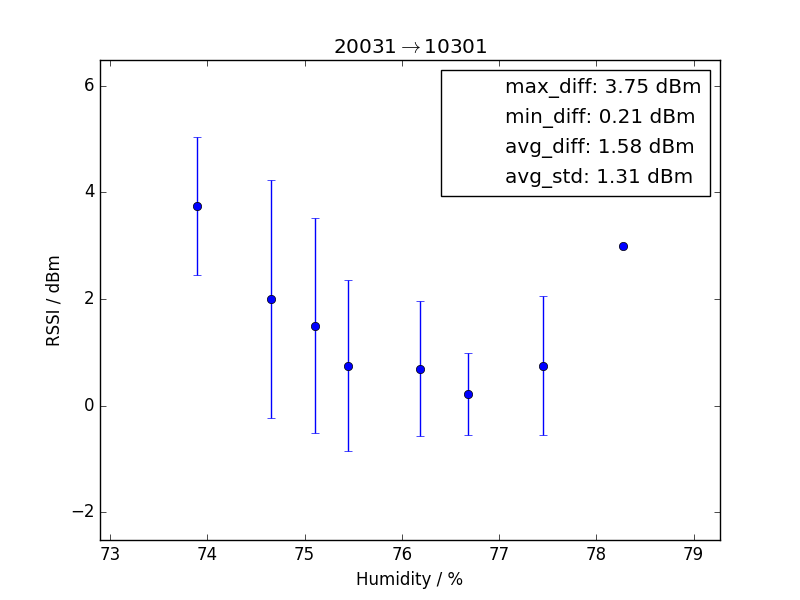 20031→10301
max_diff: 3.75 dBm
min_diff: 0.21 dBm
avg_diff: 1.58 dBm
avg_std: 1.31 dBm
RSSI / dBm
6
4
2
0
−2
73 74 75 76 77 78 79
Humidity / %